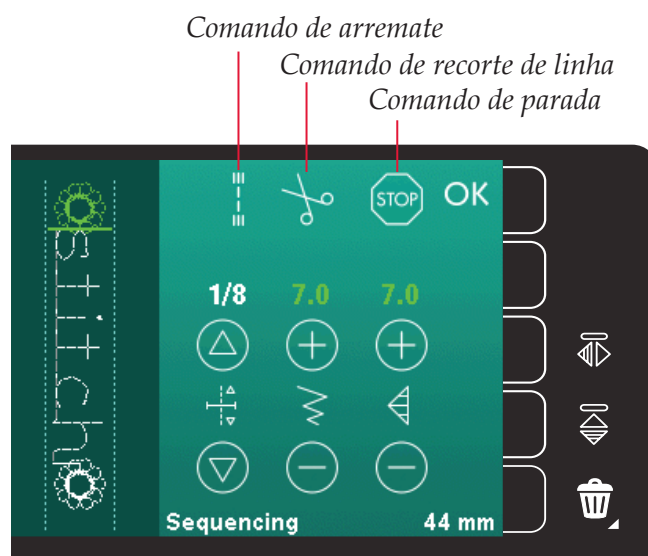 Comando de arremate
Comando de recorte de linha
Comando de parada
STOP OK
stitch
1/8 7.0 7.0
Sequencing 44 mm